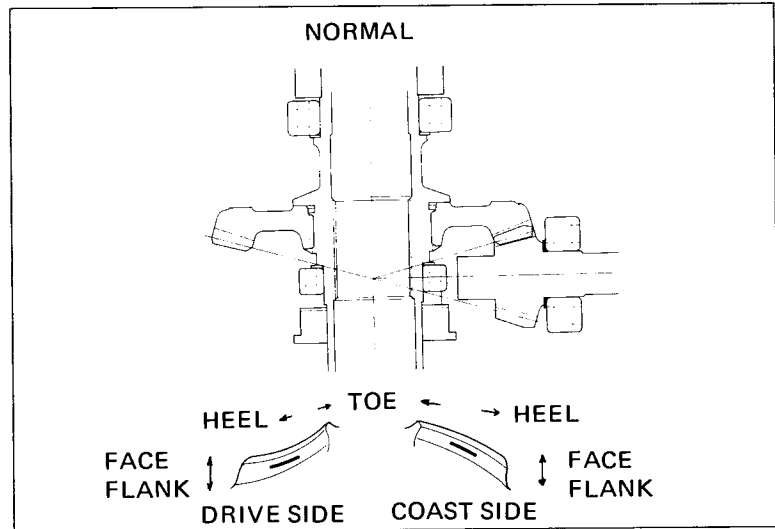 NORMAL
HEEL TOE HEEL
FACE FACE
FLANK FLANK
DRIVE SIDE COAST SIDE